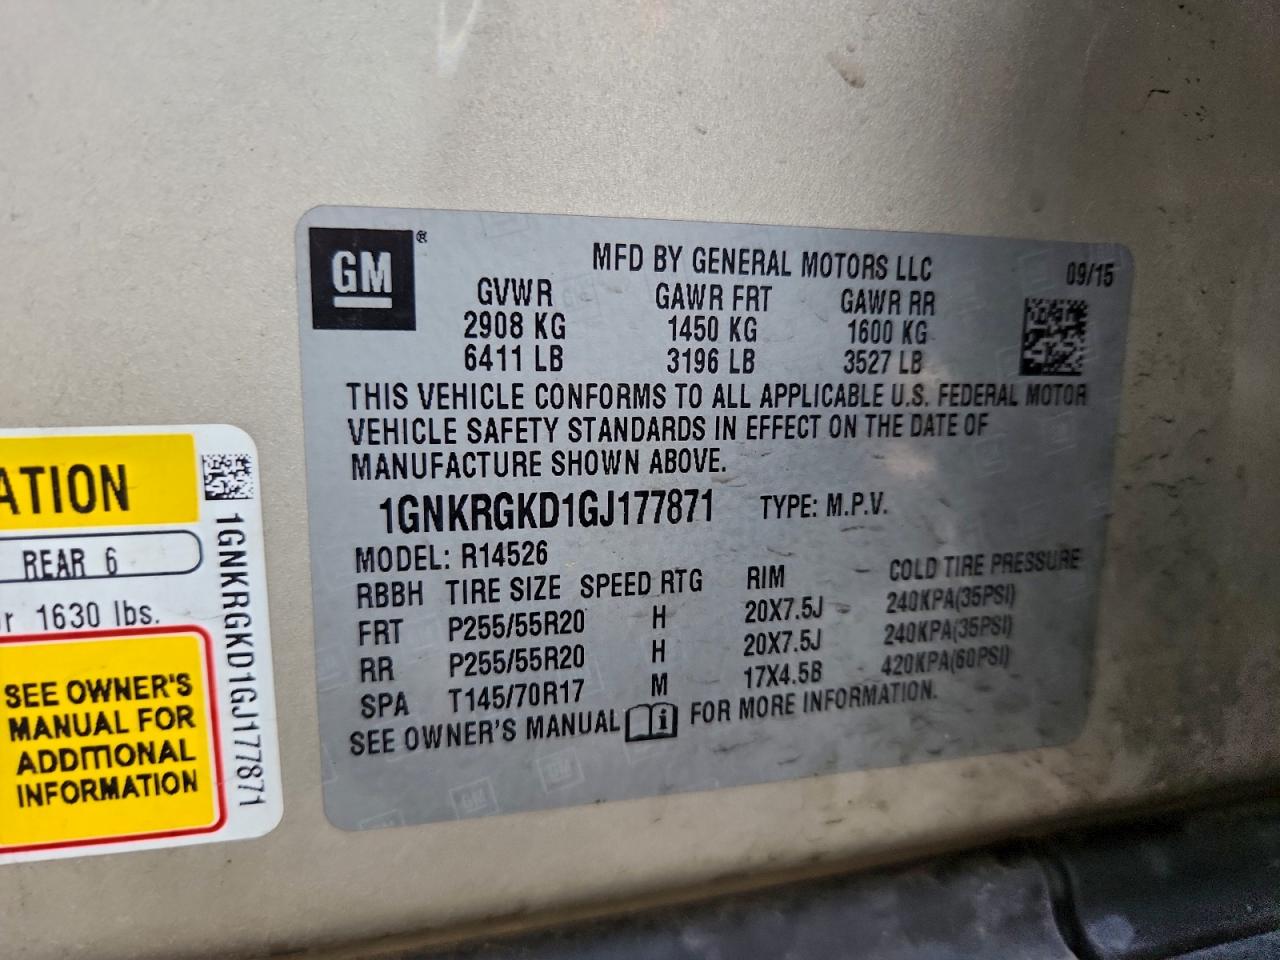 GM ®
MFD BY GENERAL MOTORS LLC 09/15
GVWR GAWR FRT GAWR RR
2908 KG 1450 KG 1600 KG
6411 LB 3196 LB 3527 LB
THIS VEHICLE CONFORMS TO ALL APPLICABLE U.S. FEDERAL MOTOR
VEHICLE SAFETY STANDARDS IN EFFECT ON THE DATE OF
MANUFACTURE SHOWN ABOVE.
1GNKRGKD1GJ177871 TYPE: M.P.V.
MODEL: R14526
RBBH TIRE SIZE SPEED RTG RIM COLD TIRE PRESSURE
FRT P255/55R20 H 20X7.5J 240KPA(35PSI)
RR P255/55R20 H 20X7.5J 240KPA(35PSI)
SPA T145/70R17 M 17X4.5B 420KPA(60PSI)
SEE OWNER'S MANUAL FOR MORE INFORMATION.
ATION
REAR 6
r 1630 lbs.
SEE OWNER'S
MANUAL FOR
ADDITIONAL
INFORMATION
1GNKRGKD1GJ177871